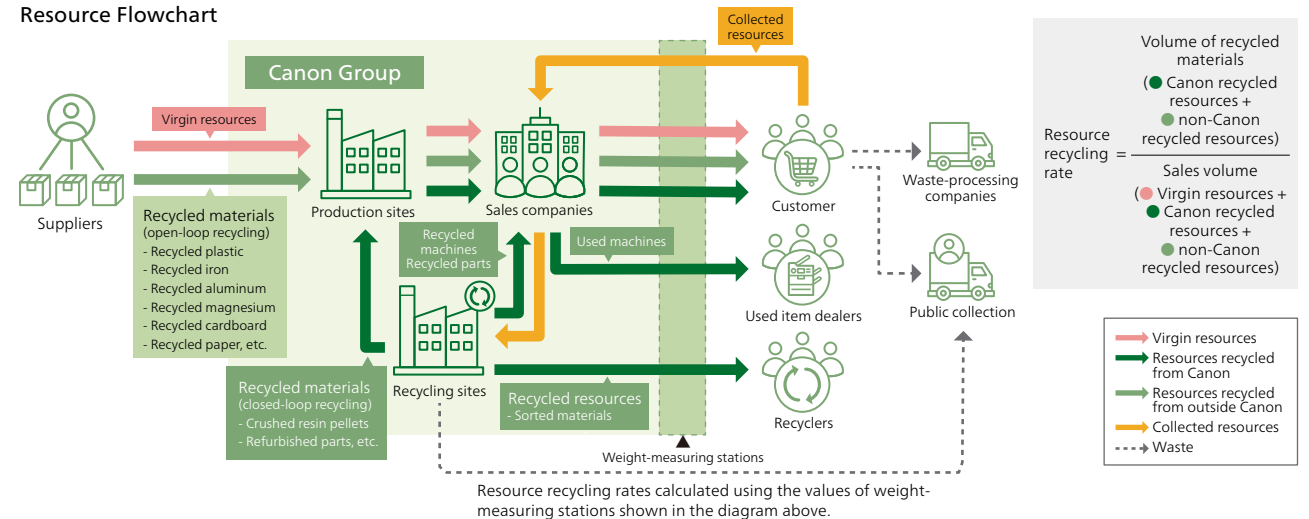 Resource Flowchart
Collected
resources
Canon Group
Virgin resources
Suppliers
Production sites
Sales companies
Customer
Waste-processing
companies
Recycled materials
(open-loop recycling)
- Recycled plastic
- Recycled iron
- Recycled aluminum
- Recycled magnesium
- Recycled cardboard
- Recycled paper, etc.
Recycled
machines
Recycled parts
Used machines
Used item dealers
Public collection
Recycling sites
Recycled materials
(closed-loop recycling)
- Crushed resin pellets
- Refurbished parts, etc.
Recycled resources
- Sorted materials
Recyclers
Weight-measuring stations
Resource recycling rates calculated using the values of weight-
measuring stations shown in the diagram above.
Resource
recycling
rate
=
Volume of recycled
materials
(● Canon recycled
resources +
● non-Canon
recycled resources)
Sales volume
(● Virgin resources +
● Canon recycled
resources +
● non-Canon
recycled resources)
Virgin resources
Resources recycled
from Canon
Resources recycled
from outside Canon
Collected resources
Waste